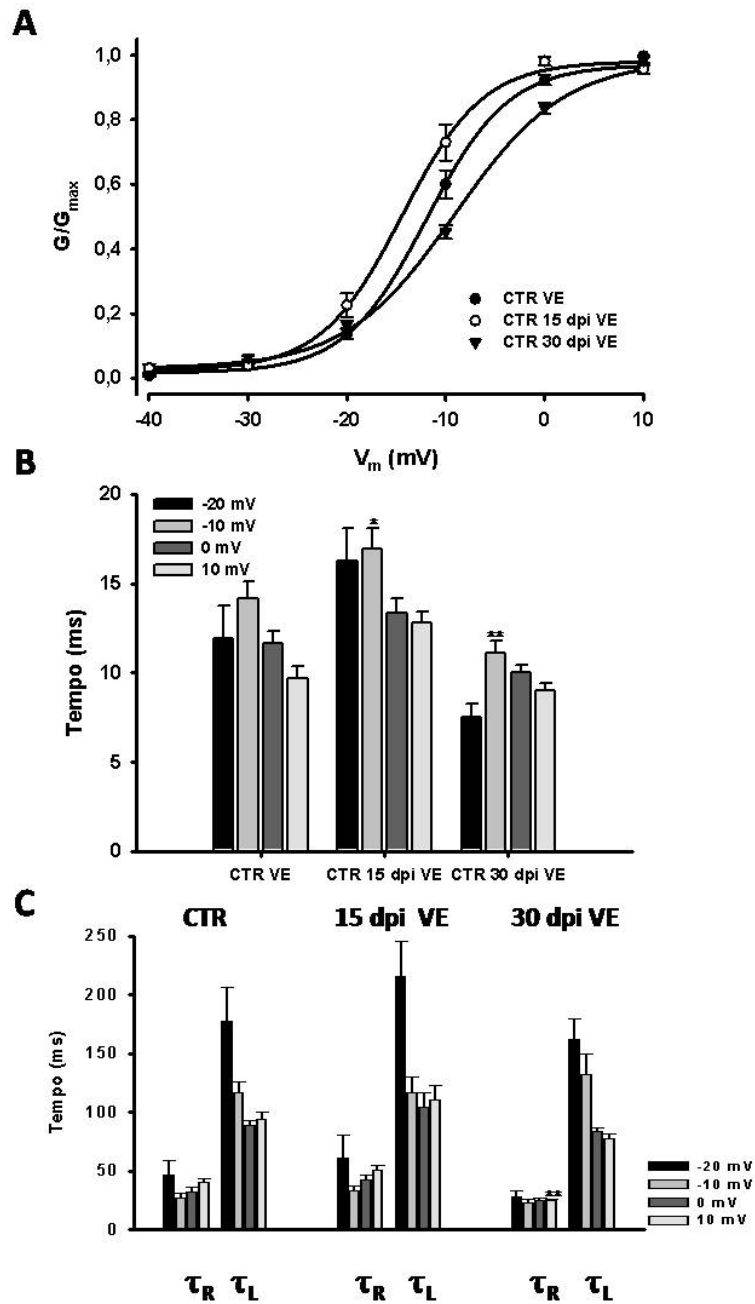 A
1,0
0,8
0,6
0,4
0,2
0,0
G/Gmax
CTR VE
CTR 15 dpi VE
CTR 30 dpi VE
-40 -30 -20 -10 0 10
Vm (mV)
B
20
15
10
5
0
Tempo (ms)
-20 mV
-10 mV
0 mV
10 mV
*
**
CTR VE CTR 15 dpi VE CTR 30 dpi VE
C
CTR 15 dpi VE 30 dpi VE
250
200
150
100
50
0
Tempo (ms)
**
-20 mV
-10 mV
0 mV
10 mV
τR τL τR τL τR τL